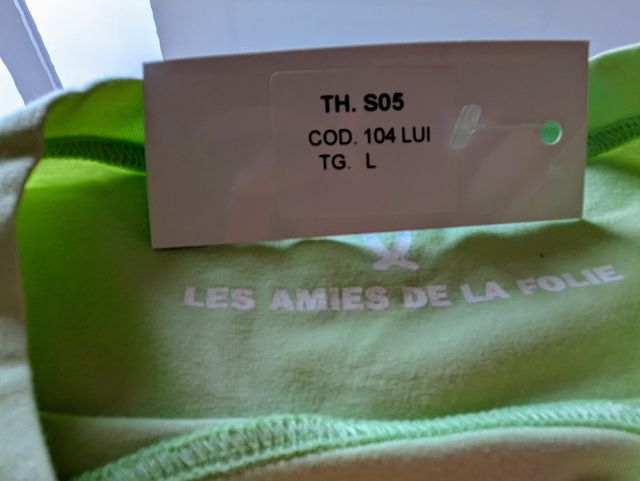 TH. S05
COD. 104 LUI
TG. L
LES AMIES DE LA FOLIE